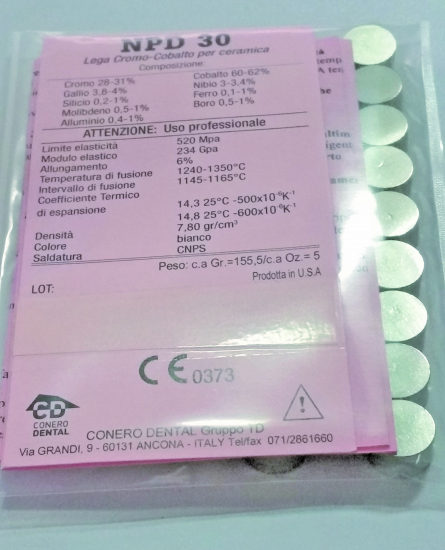 NPD 30
Lega Cromo-Cobalto per ceramica
Composizione:
Cromo 28-31%
Cobalto 60-62%
Gallio 3,8-4%
Nibio 3-3,4%
Silicio 0,2-1%
Ferro 0,1-1%
Molibdeno 0,5-1%
Boro 0,5-1%
Alluminio 0,4-1%
ATTENZIONE: Uso professionale
Limite elasticità 520 Mpa
Modulo elastico 234 Gpa
Allungamento 6%
Temperatura di fusione 1240-1350°C
Intervallo di fusione 1145-1165°C
Coefficiente Termico
di espansione 14,3 25°C -500x10⁻⁶K⁻¹
14,8 25°C -600x10⁻⁶K⁻¹
Densità 7,80 gr/cm³
Colore bianco
Saldatura CNPS
Peso: c.a Gr.=155,5/c.a Oz.= 5
Prodotta in U.S.A
LOT:
CE 0373
CD
CONERO
DENTAL
CONERO DENTAL Gruppo TD
Via GRANDI, 9 - 60131 ANCONA - ITALY Tel/fax 071/2861660